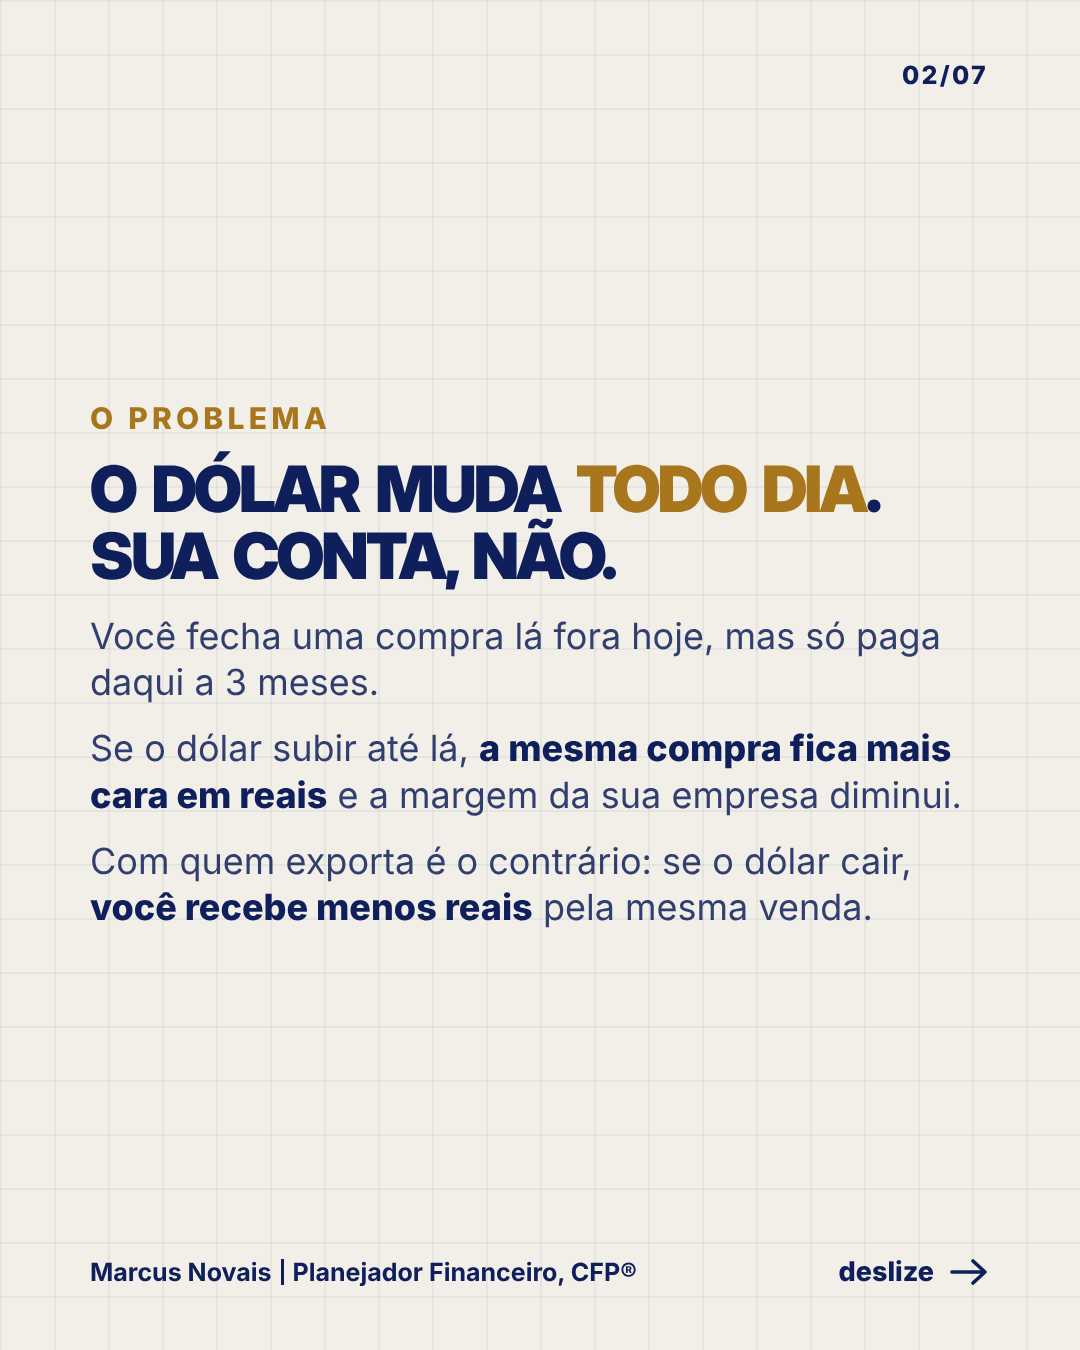 02/07
O PROBLEMA
O DÓLAR MUDA TODO DIA.
SUA CONTA, NÃO.
Você fecha uma compra lá fora hoje, mas só paga
daqui a 3 meses.
Se o dólar subir até lá, a mesma compra fica mais
cara em reais e a margem da sua empresa diminui.
Com quem exporta é o contrário: se o dólar cair,
você recebe menos reais pela mesma venda.
Marcus Novais | Planejador Financeiro, CFP®
deslize →